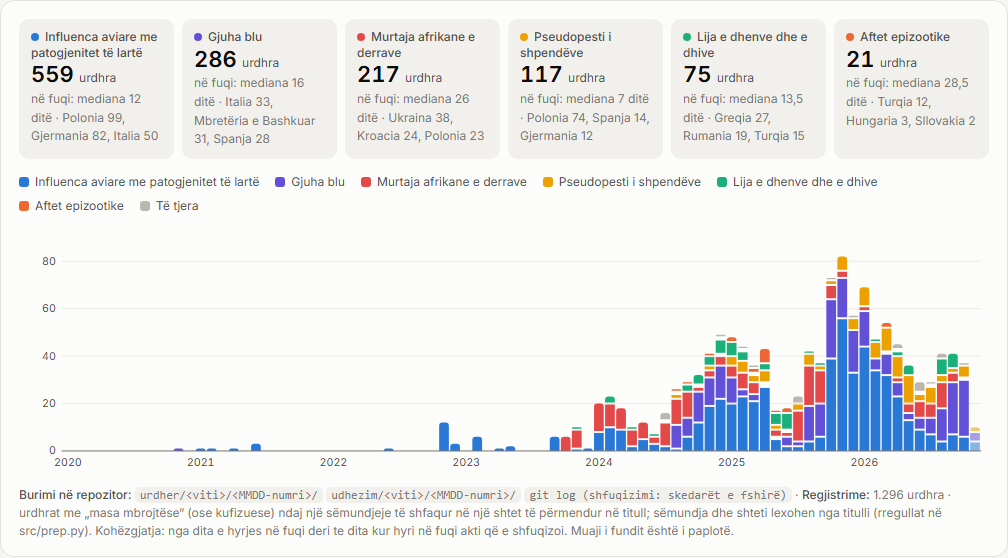 Influenca aviare me
patogjenitet të lartë
559 urdhra
në fuqi: mediana 12
ditë · Polonia 99,
Gjermania 82, Italia 50
Gjuha blu
286 urdhra
në fuqi: mediana 16
ditë · Italia 33,
Mbretëria e Bashkuar
31, Spanja 28
Murtaja afrikane e
derrave
217 urdhra
në fuqi: mediana 26
ditë · Ukraina 38,
Kroacia 24, Polonia 23
Pseudopesti i
shpendëve
117 urdhra
në fuqi: mediana 7 ditë
· Polonia 74, Spanja 14,
Gjermania 12
Lija e dhenve dhe e
dhive
75 urdhra
në fuqi: mediana
13,5 ditë · Greqia 27,
Rumania 19, Turqia 15
Aftet epizootike
21 urdhra
në fuqi: mediana 28,5
ditë · Turqia 12,
Hungaria 3, Sllovakia 2
Influenca aviare me patogjenitet të lartë Gjuha blu Murtaja afrikane e derrave Pseudopesti i shpendëve Lija e dhenve dhe e dhive
Aftet epizootike Të tjera
80
60
40
20
0
2020 2021 2022 2023 2024 2025 2026
Burimi në repozitor: urdher/<viti>/<MMDD-numri>/ udhezim/<viti>/<MMDD-numri>/ git log (shfuqizimi: skedarët e fshirë) · Regjistrime: 1.296 urdhra ·
urdhrat me „masa mbrojtëse” (ose kufizuese) ndaj një sëmundjeje të shfaqur në një shtet të përmendur në titull; sëmundja dhe shteti lexohen nga titulli (rregullat në
src/prep.py). Kohëzgjatja: nga dita e hyrjes në fuqi deri te dita kur hyri në fuqi akti që e shfuqizoi. Muaji i fundit është i paplotë.